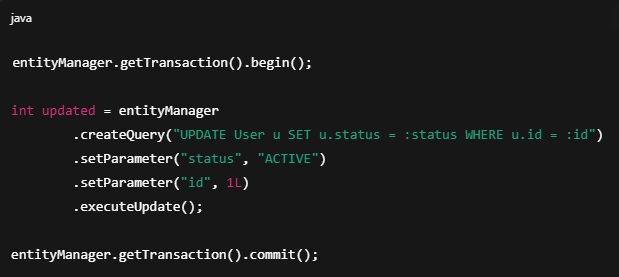 java
entityManager.getTransaction().begin();
int updated = entityManager
.createQuery("UPDATE User u SET u.status = :status WHERE u.id = :id")
.setParameter("status", "ACTIVE")
.setParameter("id", 1L)
.executeUpdate();
entityManager.getTransaction().commit();